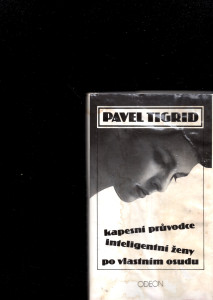 PAVEL TIGRID
kapesní průvodce
inteligentní ženy
po vlastním osudu
ODEON